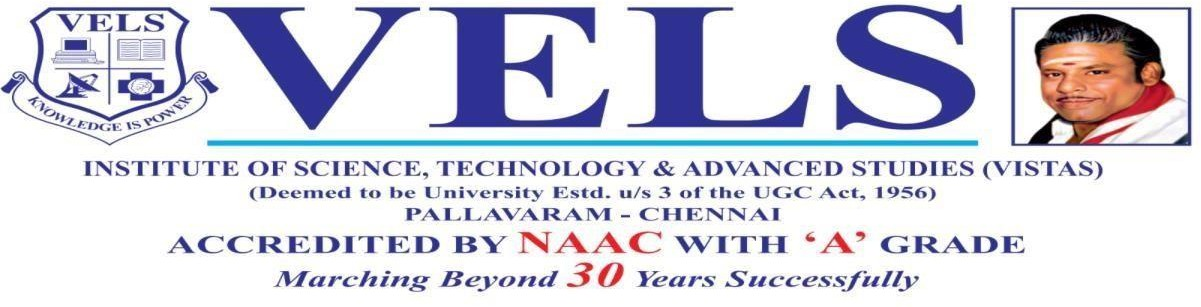 VELS
KNOWLEDGE IS POWER
VELS
INSTITUTE OF SCIENCE, TECHNOLOGY & ADVANCED STUDIES (VISTAS)
(Deemed to be University Estd. u/s 3 of the UGC Act, 1956)
PALLAVARAM - CHENNAI
ACCREDITED BY NAAC WITH ‘A’ GRADE
Marching Beyond 30 Years Successfully